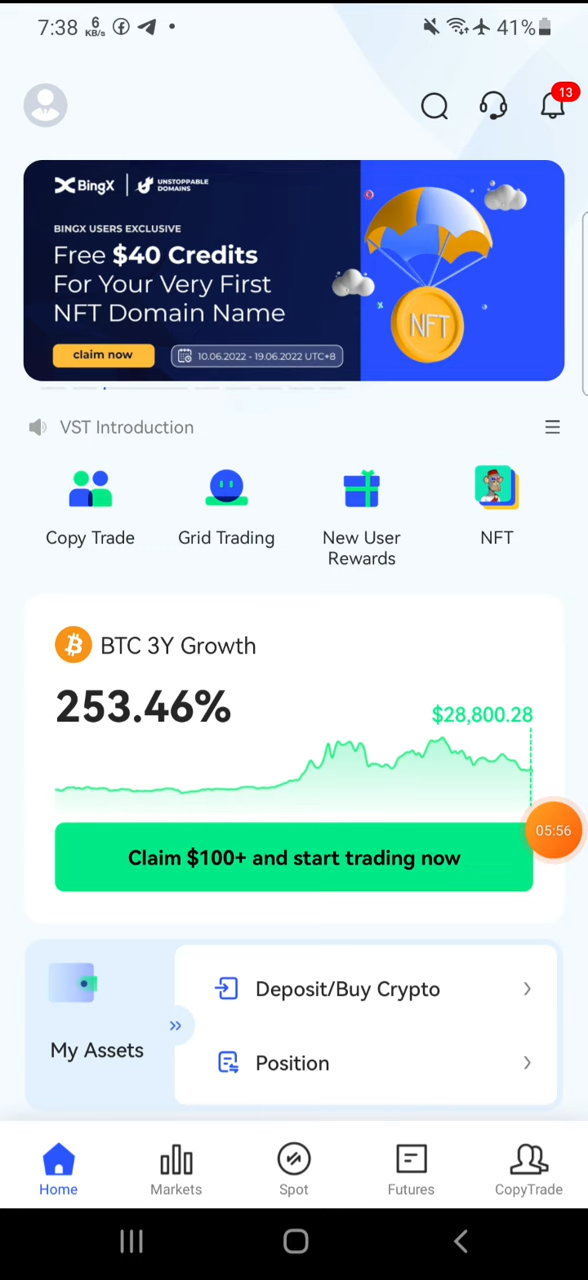 7:38 6 KB/s 41%
13
BingX UNSTOPPABLE DOMAINS
BINGX USERS EXCLUSIVE
Free $40 Credits
For Your Very First
NFT Domain Name
claim now 10.06.2022 - 19.06.2022 UTC+8
NFT
VST Introduction
Copy Trade Grid Trading New User Rewards NFT
BTC 3Y Growth
253.46%
$28,800.28
05:56
Claim $100+ and start trading now
My Assets
Deposit/Buy Crypto
Position
Home Markets Spot Futures CopyTrade